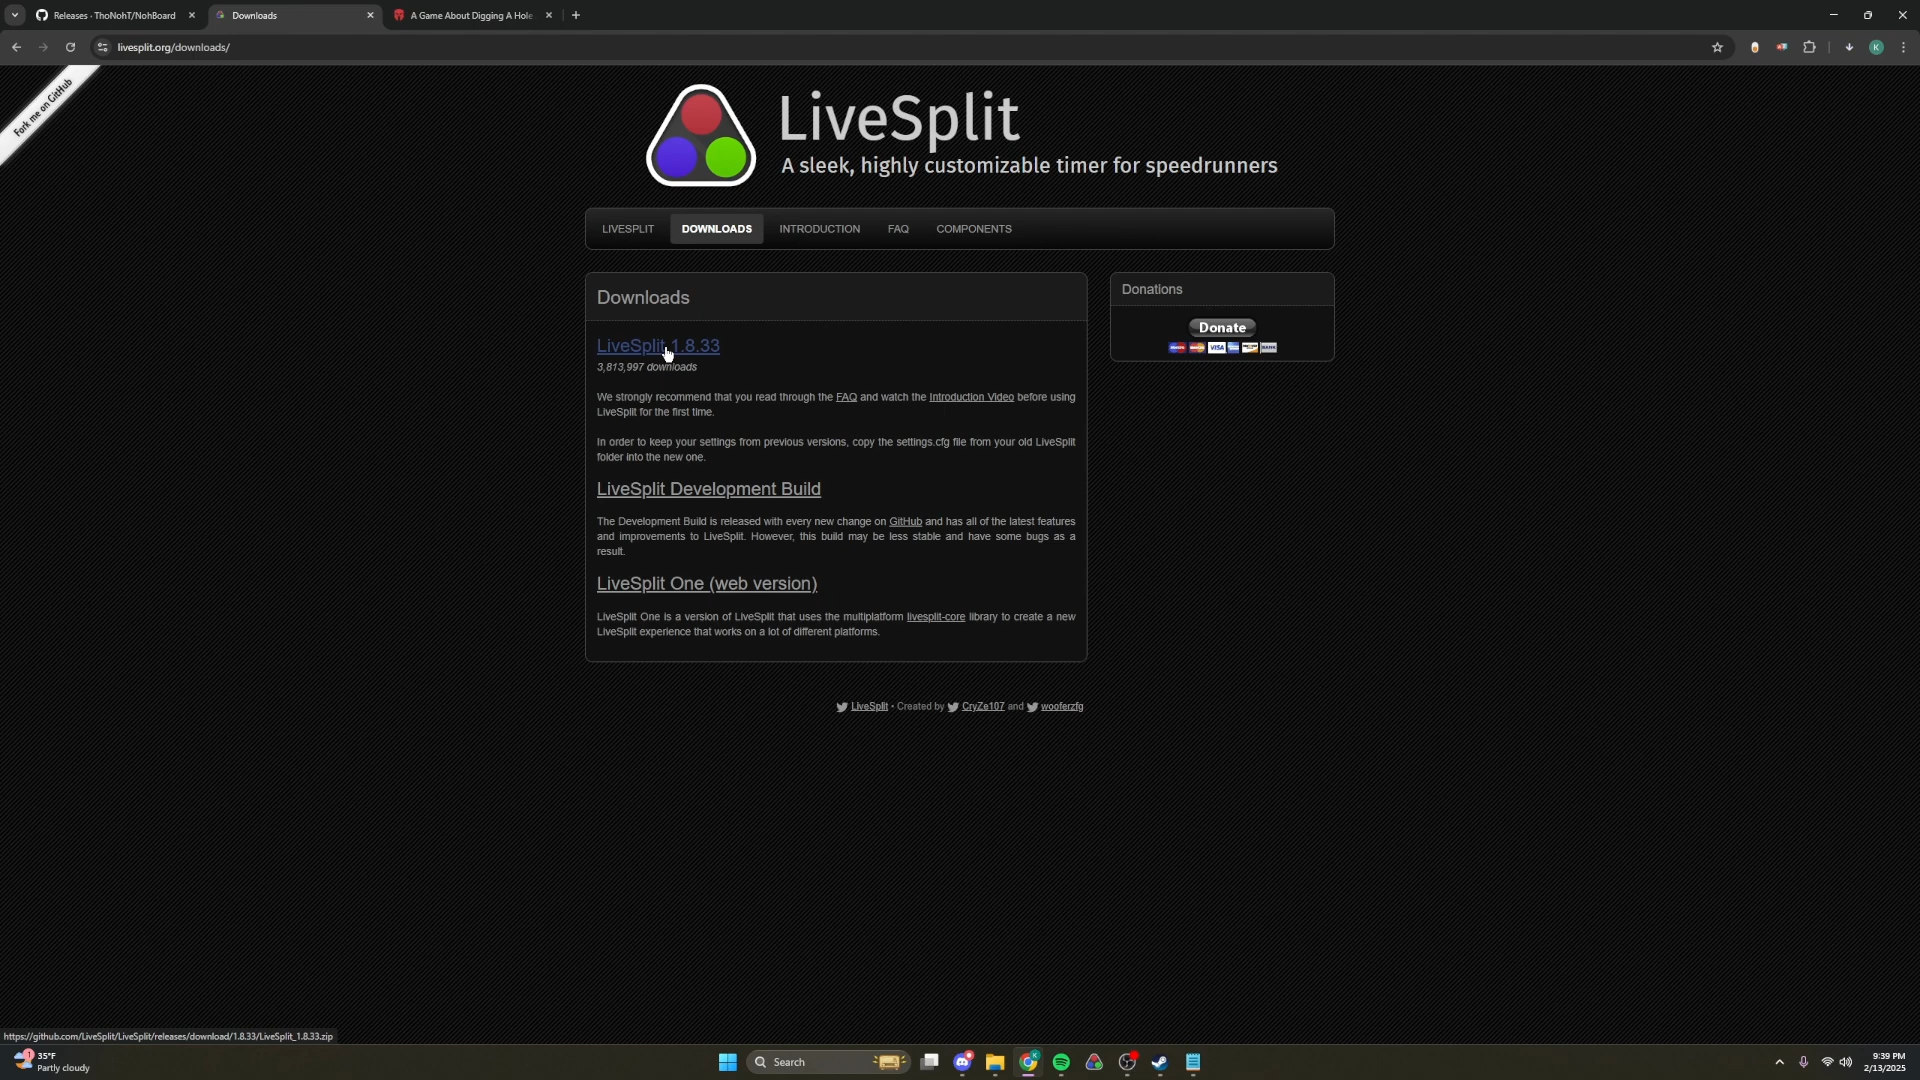 Releases · ThoNohT/NohBoard
Downloads
A Game About Digging A Hole
livesplit.org/downloads/
K
Fork me on GitHub
LiveSplit
A sleek, highly customizable timer for speedrunners
LIVESPLIT
DOWNLOADS
INTRODUCTION
FAQ
COMPONENTS
Downloads
LiveSplit 1.8.33
3,813,997 downloads
We strongly recommend that you read through the FAQ and watch the Introduction Video before using
LiveSplit for the first time.
In order to keep your settings from previous versions, copy the settings.cfg file from your old LiveSplit
folder into the new one.
LiveSplit Development Build
The Development Build is released with every new change on GitHub and has all of the latest features
and improvements to LiveSplit. However, this build may be less stable and have some bugs as a
result.
LiveSplit One (web version)
LiveSplit One is a version of LiveSplit that uses the multiplatform livesplit-core library to create a new
LiveSplit experience that works on a lot of different platforms.
Donations
Donate
VISA
BANK
LiveSplit • Created by CryZe107 and wooferzfg
https://github.com/LiveSplit/LiveSplit/releases/download/1.8.33/LiveSplit_1.8.33.zip
1
35°F
Partly cloudy
Search
K
9:39 PM
2/13/2025